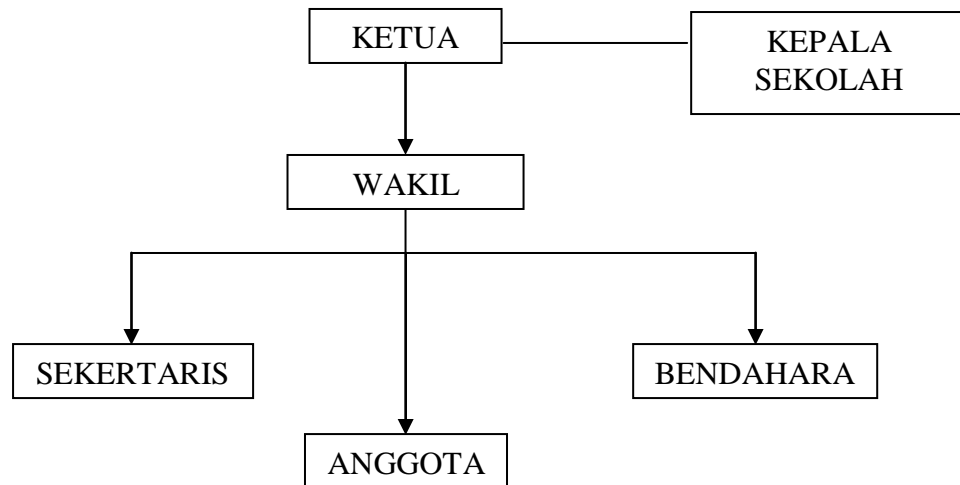 KETUA
KEPALA
SEKOLAH
WAKIL
SEKERTARIS
BENDAHARA
ANGGOTA